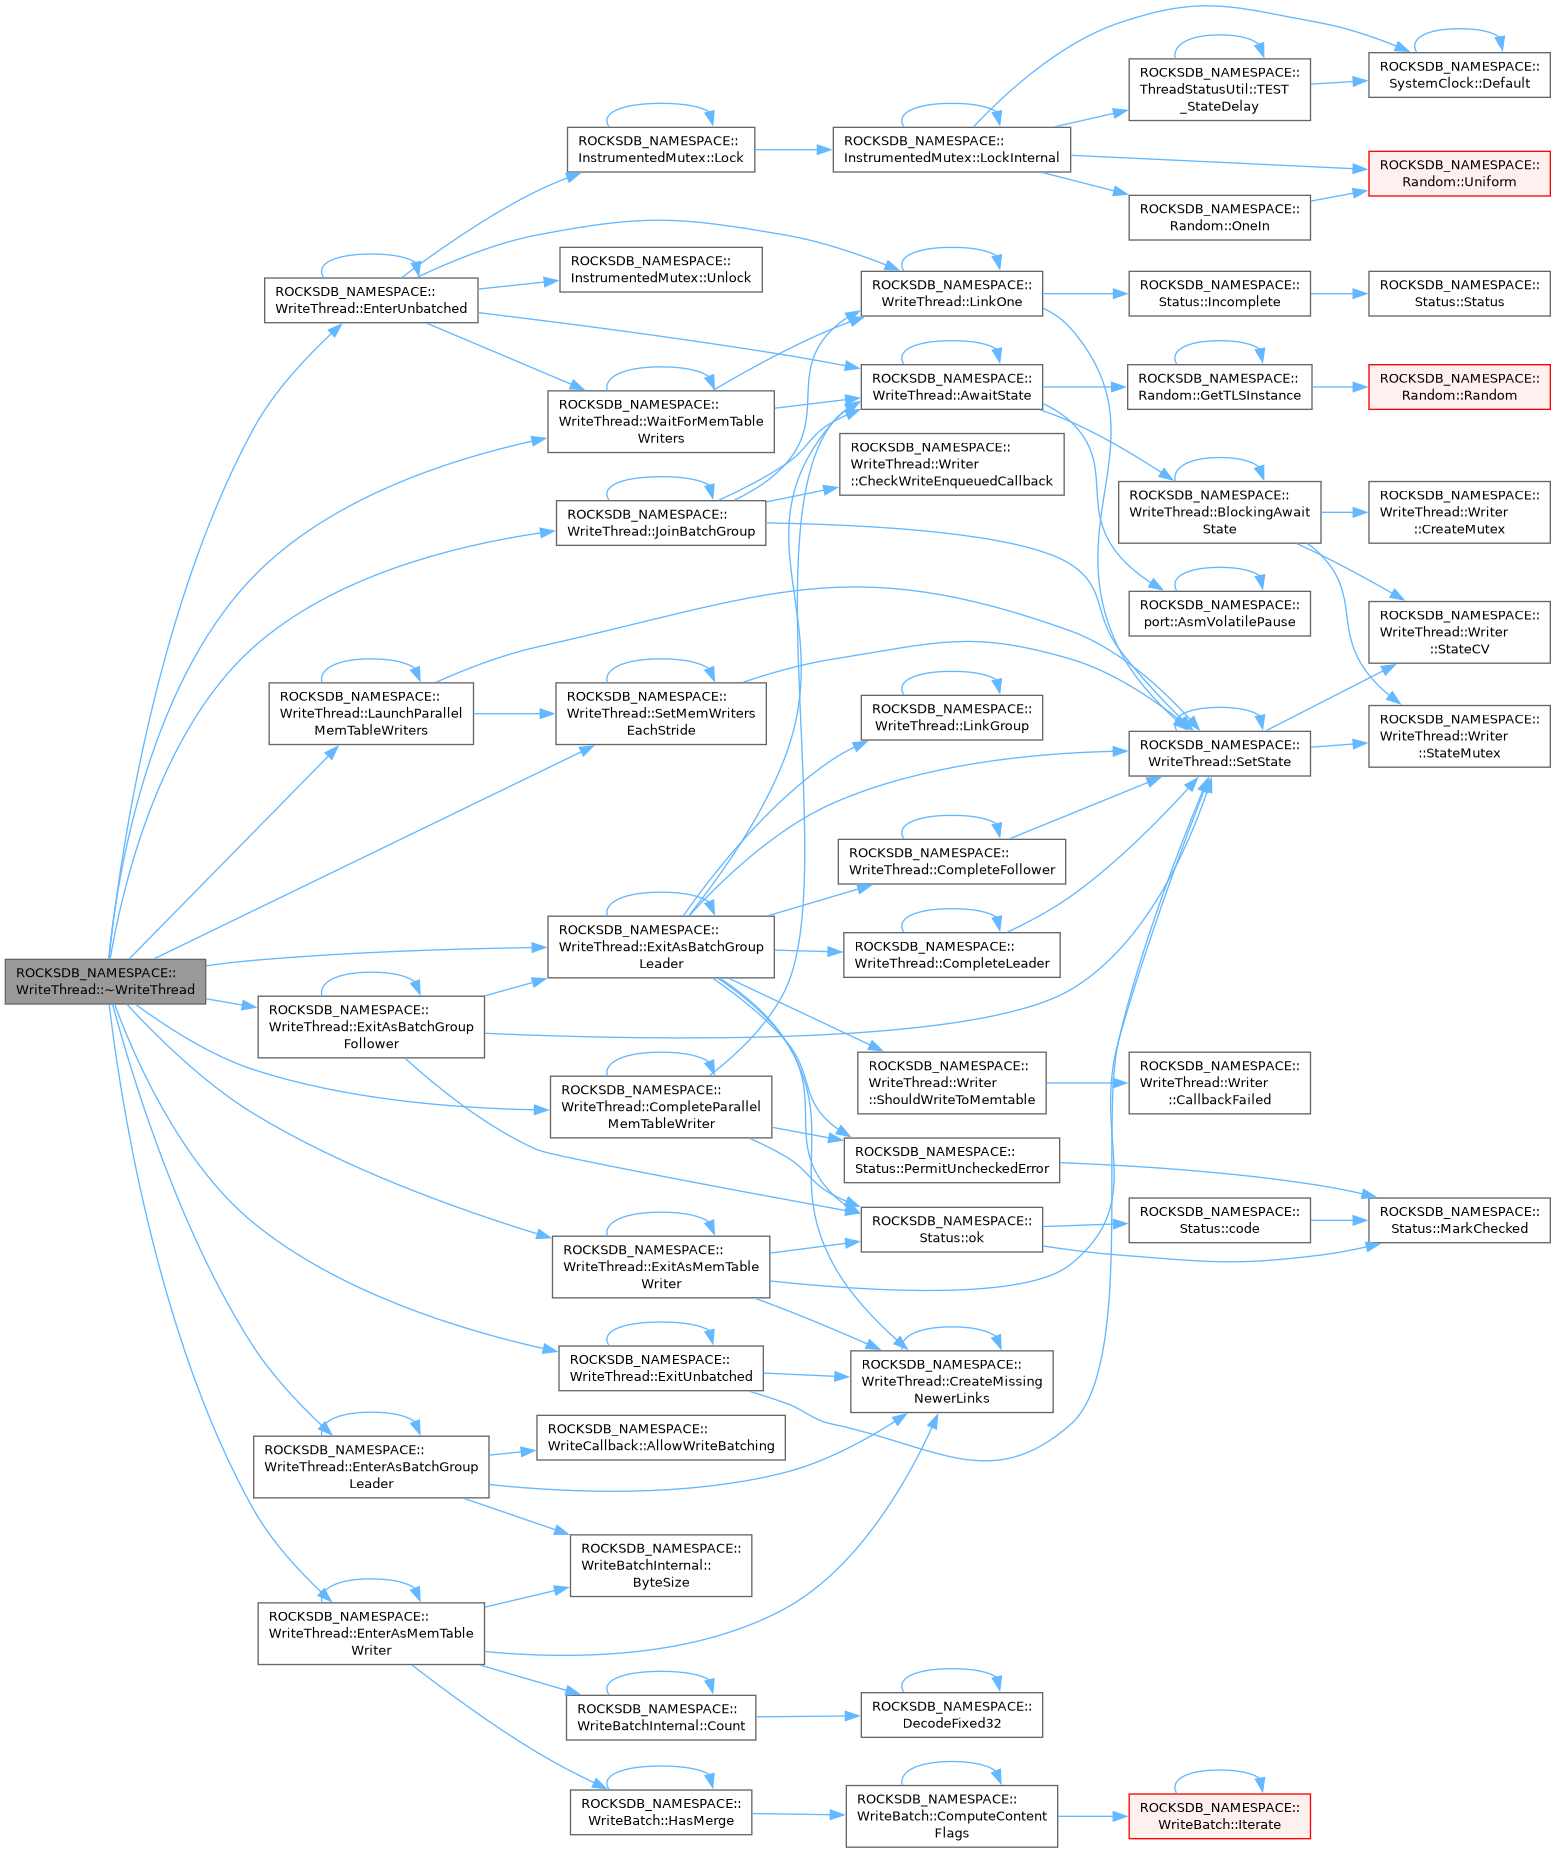 ROCKSDB_NAMESPACE::
WriteThread::~WriteThread
ROCKSDB_NAMESPACE::
WriteThread::EnterUnbatched
ROCKSDB_NAMESPACE::
WriteThread::LaunchParallel
MemTableWriters
ROCKSDB_NAMESPACE::
WriteThread::ExitAsBatchGroup
Follower
ROCKSDB_NAMESPACE::
WriteThread::EnterAsBatchGroup
Leader
ROCKSDB_NAMESPACE::
WriteThread::EnterAsMemTable
Writer
ROCKSDB_NAMESPACE::
InstrumentedMutex::Lock
ROCKSDB_NAMESPACE::
InstrumentedMutex::Unlock
ROCKSDB_NAMESPACE::
WriteThread::WaitForMemTable
Writers
ROCKSDB_NAMESPACE::
WriteThread::JoinBatchGroup
ROCKSDB_NAMESPACE::
WriteThread::SetMemWriters
EachStride
ROCKSDB_NAMESPACE::
WriteThread::ExitAsBatchGroup
Leader
ROCKSDB_NAMESPACE::
WriteThread::CompleteParallel
MemTableWriter
ROCKSDB_NAMESPACE::
WriteThread::ExitAsMemTable
Writer
ROCKSDB_NAMESPACE::
WriteThread::ExitUnbatched
ROCKSDB_NAMESPACE::
WriteCallback::AllowWriteBatching
ROCKSDB_NAMESPACE::
WriteBatchInternal::
ByteSize
ROCKSDB_NAMESPACE::
WriteBatchInternal::Count
ROCKSDB_NAMESPACE::
WriteBatch::HasMerge
ROCKSDB_NAMESPACE::
InstrumentedMutex::LockInternal
ROCKSDB_NAMESPACE::
WriteThread::LinkOne
ROCKSDB_NAMESPACE::
WriteThread::AwaitState
ROCKSDB_NAMESPACE::
WriteThread::Writer
::CheckWriteEnqueuedCallback
ROCKSDB_NAMESPACE::
WriteThread::LinkGroup
ROCKSDB_NAMESPACE::
WriteThread::CompleteFollower
ROCKSDB_NAMESPACE::
WriteThread::CompleteLeader
ROCKSDB_NAMESPACE::
WriteThread::Writer
::ShouldWriteToMemtable
ROCKSDB_NAMESPACE::
Status::PermitUncheckedError
ROCKSDB_NAMESPACE::
Status::ok
ROCKSDB_NAMESPACE::
WriteThread::CreateMissing
NewerLinks
ROCKSDB_NAMESPACE::
DecodeFixed32
ROCKSDB_NAMESPACE::
WriteBatch::ComputeContent
Flags
ROCKSDB_NAMESPACE::
ThreadStatusUtil::TEST
_StateDelay
ROCKSDB_NAMESPACE::
Random::OneIn
ROCKSDB_NAMESPACE::
Status::Incomplete
ROCKSDB_NAMESPACE::
Random::GetTLSInstance
ROCKSDB_NAMESPACE::
WriteThread::BlockingAwait
State
ROCKSDB_NAMESPACE::
port::AsmVolatilePause
ROCKSDB_NAMESPACE::
WriteThread::SetState
ROCKSDB_NAMESPACE::
WriteThread::Writer
::CallbackFailed
ROCKSDB_NAMESPACE::
Status::code
ROCKSDB_NAMESPACE::
WriteBatch::Iterate
ROCKSDB_NAMESPACE::
SystemClock::Default
ROCKSDB_NAMESPACE::
Random::Uniform
ROCKSDB_NAMESPACE::
Status::Status
ROCKSDB_NAMESPACE::
Random::Random
ROCKSDB_NAMESPACE::
WriteThread::Writer
::CreateMutex
ROCKSDB_NAMESPACE::
WriteThread::Writer
::StateCV
ROCKSDB_NAMESPACE::
WriteThread::Writer
::StateMutex
ROCKSDB_NAMESPACE::
Status::MarkChecked